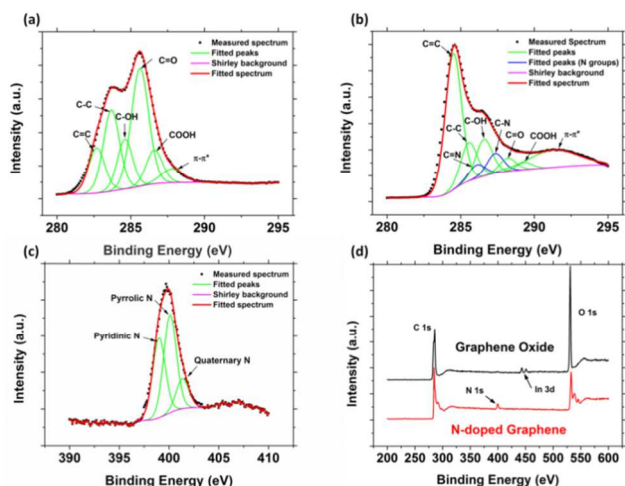 (a)
Measured spectrum
Fitted peaks
Shirley background
Fitted spectrum
C=O
C-C
C-OH
C=C
COOH
π-π*
Intensity (a.u.)
280 285 290 295
Binding Energy (eV)
(b)
C=C
Measured Spectrum
Fitted peaks
Fitted peaks (N groups)
Shirley background
Fitted spectrum
C-OH
C-N
C-C
C=O
COOH
π-π*
C=N
Intensity (a.u.)
280 285 290 295
Binding Energy (eV)
(c)
Measured spectrum
Fitted peaks
Shirley background
Fitted spectrum
Pyrrolic N
Pyridinic N
Quaternary N
Intensity (a.u.)
390 395 400 405 410
Binding Energy (eV)
(d)
O 1s
C 1s
Graphene Oxide
N 1s
In 3d
N-doped Graphene
Intensity (a.u.)
200 250 300 350 400 450 500 550 600
Binding Energy (eV)